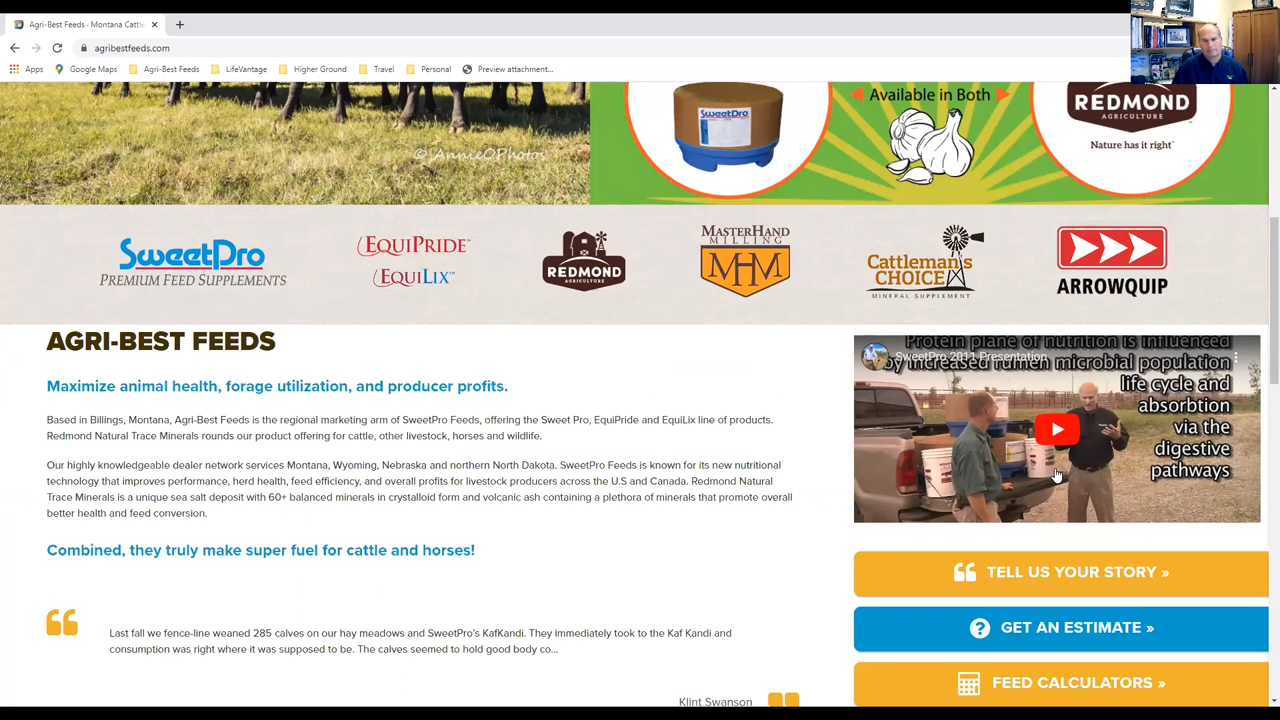 Agri-Best Feeds - Montana Cattl
agribestfeeds.com
Apps Google Maps Agri-Best Feeds LifeVantage Higher Ground Travel Personal Preview attachment...
SweetPro
Available in Both
REDMOND
AGRICULTURE
Nature has it right™
© AnnieOPhotos
SweetPro
PREMIUM FEED SUPPLEMENTS
EQUIPRIDE™
EQUILIX™
REDMOND
AGRICULTURE
MASTERHAND
MILLING
MHM
Cattleman's
CHOICE™
MINERAL SUPPLEMENT
ARROWQUIP
AGRI-BEST FEEDS
Maximize animal health, forage utilization, and producer profits.
Based in Billings, Montana, Agri-Best Feeds is the regional marketing arm of SweetPro Feeds, offering the Sweet Pro, EquiPride and EquiLix line of products.
Redmond Natural Trace Minerals rounds our product offering for cattle, other livestock, horses and wildlife.
Our highly knowledgeable dealer network services Montana, Wyoming, Nebraska and northern North Dakota. SweetPro Feeds is known for its new nutritional
technology that improves performance, herd health, feed efficiency, and overall profits for livestock producers across the U.S and Canada. Redmond Natural
Trace Minerals is a unique sea salt deposit with 60+ balanced minerals in crystalloid form and volcanic ash containing a plethora of minerals that promote overall
better health and feed conversion.
Combined, they truly make super fuel for cattle and horses!
Last fall we fence-line weaned 285 calves on our hay meadows and SweetPro's KafKandi. They immediately took to the Kaf Kandi and
consumption was right where it was supposed to be. The calves seemed to hold good body co...
Klint Swanson
Protein plane of nutrition is influenced
SweetPro 2011 Presentation
by increased rumen microbial population
life cycle and
absorbtion
via the
digestive
pathways
TELL US YOUR STORY »
GET AN ESTIMATE »
FEED CALCULATORS »